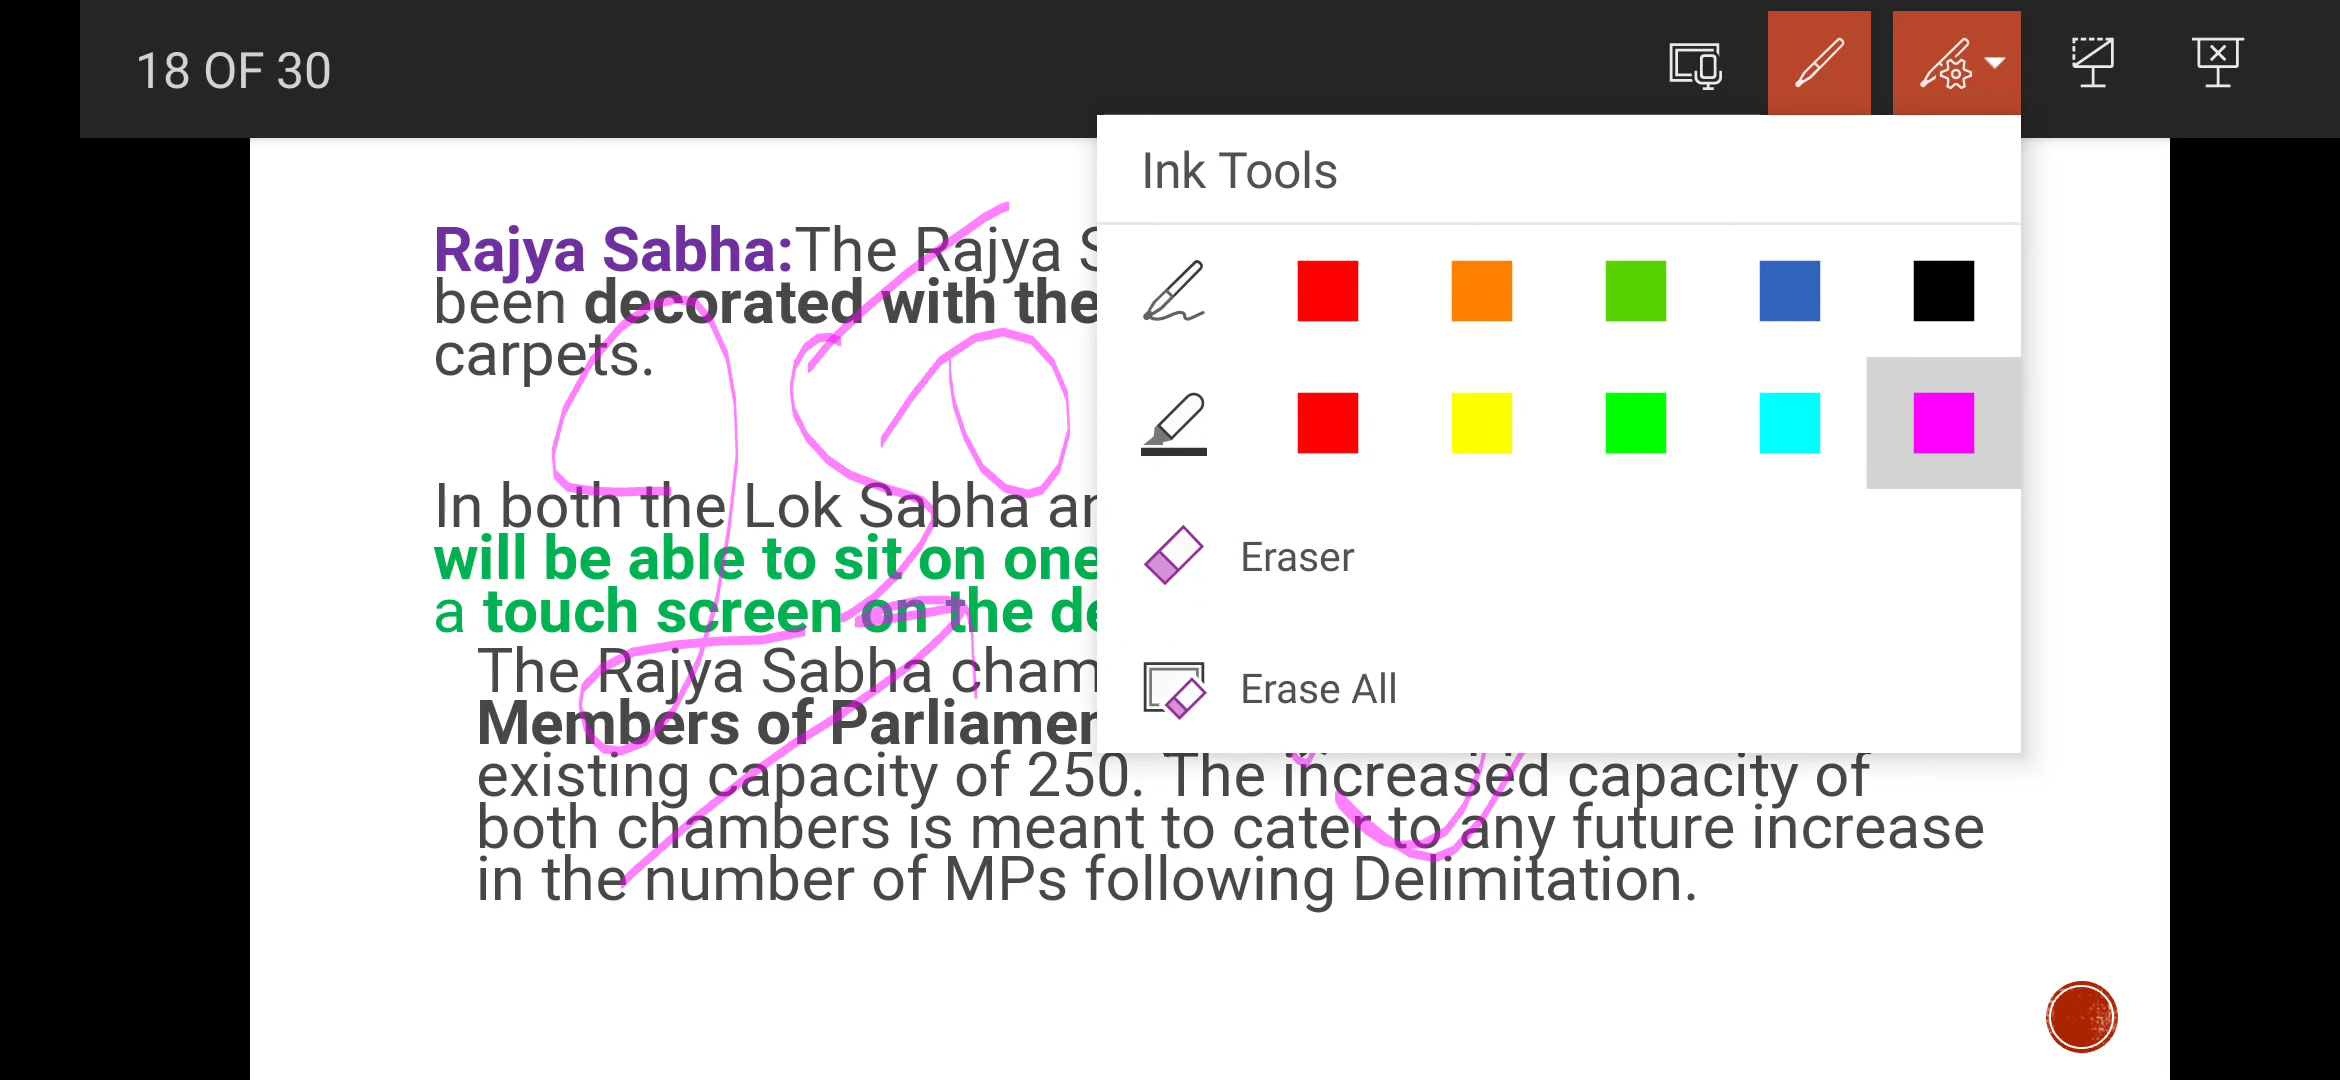 18 OF 30
Ink Tools
Eraser
Erase All
Rajya Sabha:The Rajya S
been decorated with the
carpets.
In both the Lok Sabha an
will be able to sit on one
a touch screen on the de
The Rajya Sabha cham
Members of Parliamen
existing capacity of 250. The increased capacity of
both chambers is meant to cater to any future increase
in the number of MPs following Delimitation.